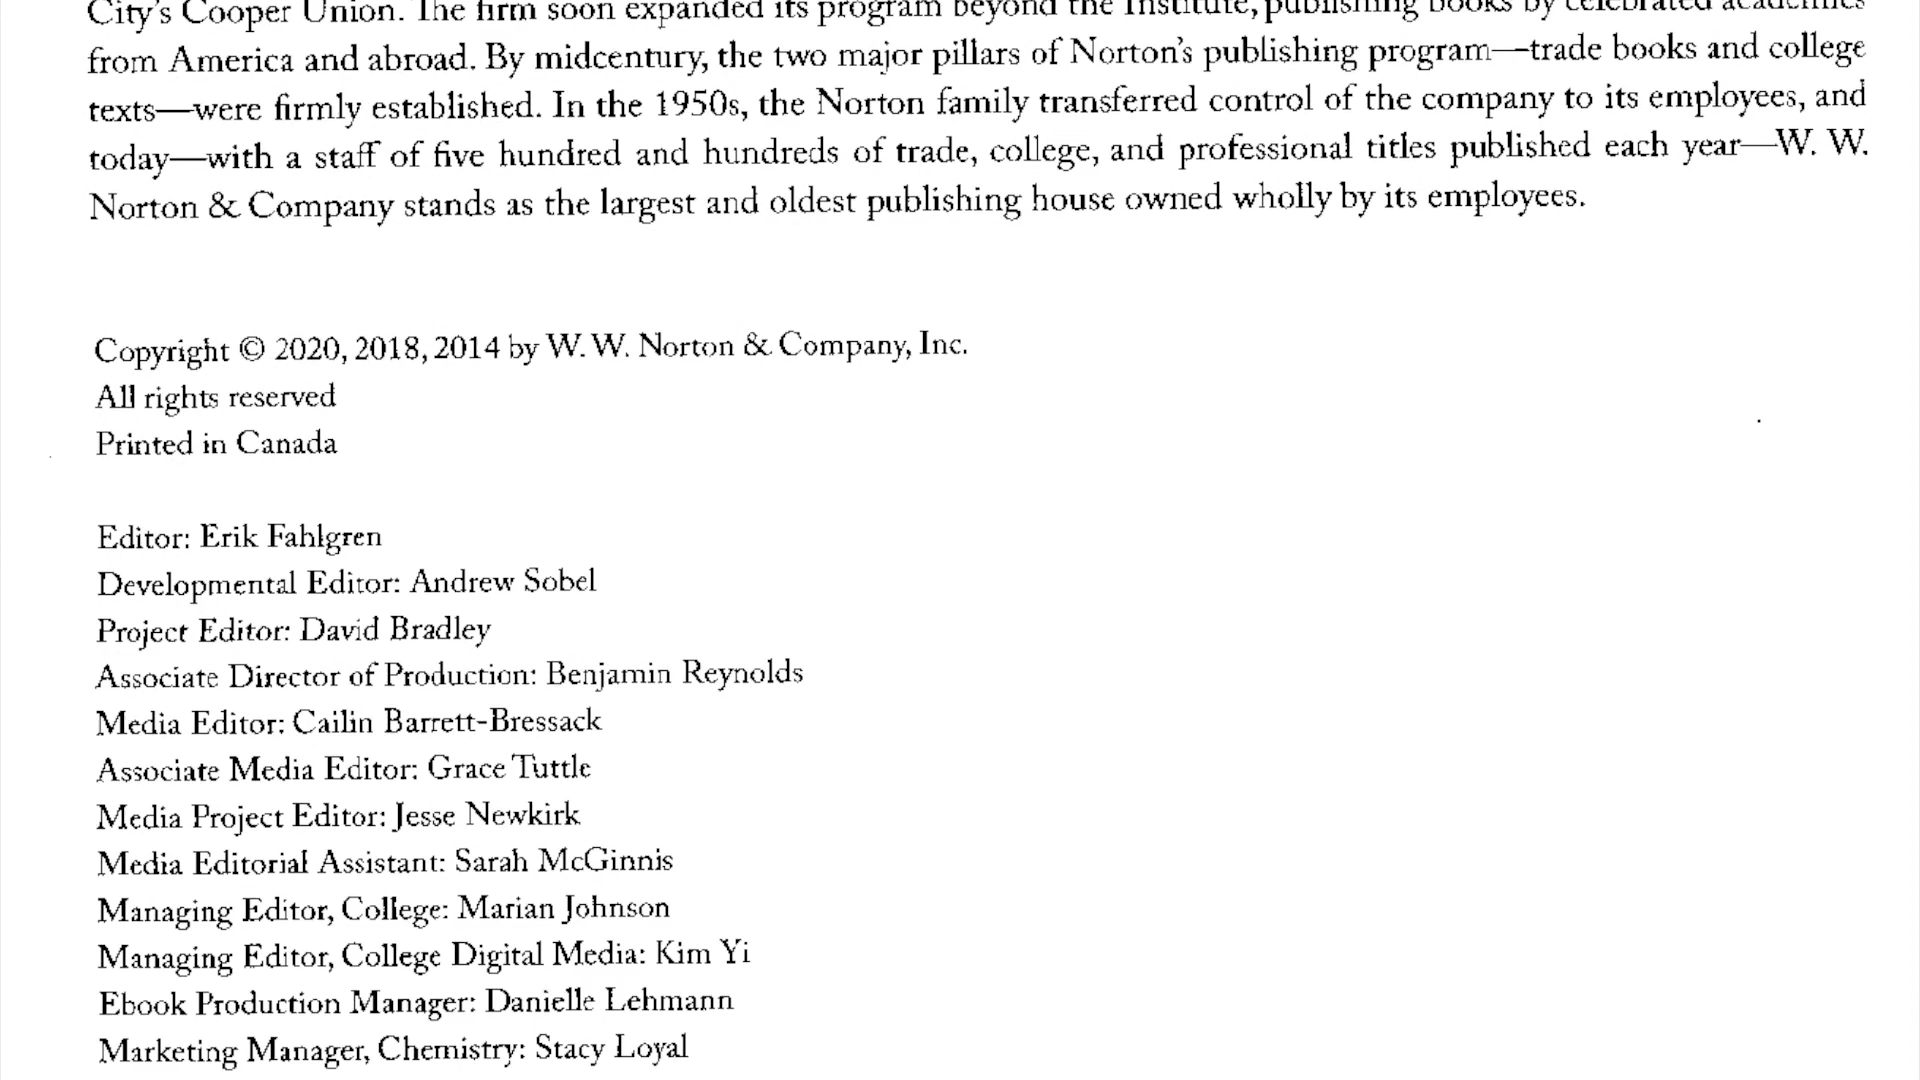 City's Cooper Union. The firm soon expanded its program beyond the Institute, publishing books by celebrated academics
from America and abroad. By midcentury, the two major pillars of Norton's publishing program—trade books and college
texts—were firmly established. In the 1950s, the Norton family transferred control of the company to its employees, and
today—with a staff of five hundred and hundreds of trade, college, and professional titles published each year—W. W.
Norton & Company stands as the largest and oldest publishing house owned wholly by its employees.
Copyright © 2020, 2018, 2014 by W. W. Norton & Company, Inc.
All rights reserved
Printed in Canada
Editor: Erik Fahlgren
Developmental Editor: Andrew Sobel
Project Editor: David Bradley
Associate Director of Production: Benjamin Reynolds
Media Editor: Cailin Barrett-Bressack
Associate Media Editor: Grace Tuttle
Media Project Editor: Jesse Newkirk
Media Editorial Assistant: Sarah McGinnis
Managing Editor, College: Marian Johnson
Managing Editor, College Digital Media: Kim Yi
Ebook Production Manager: Danielle Lehmann
Marketing Manager, Chemistry: Stacy Loyal